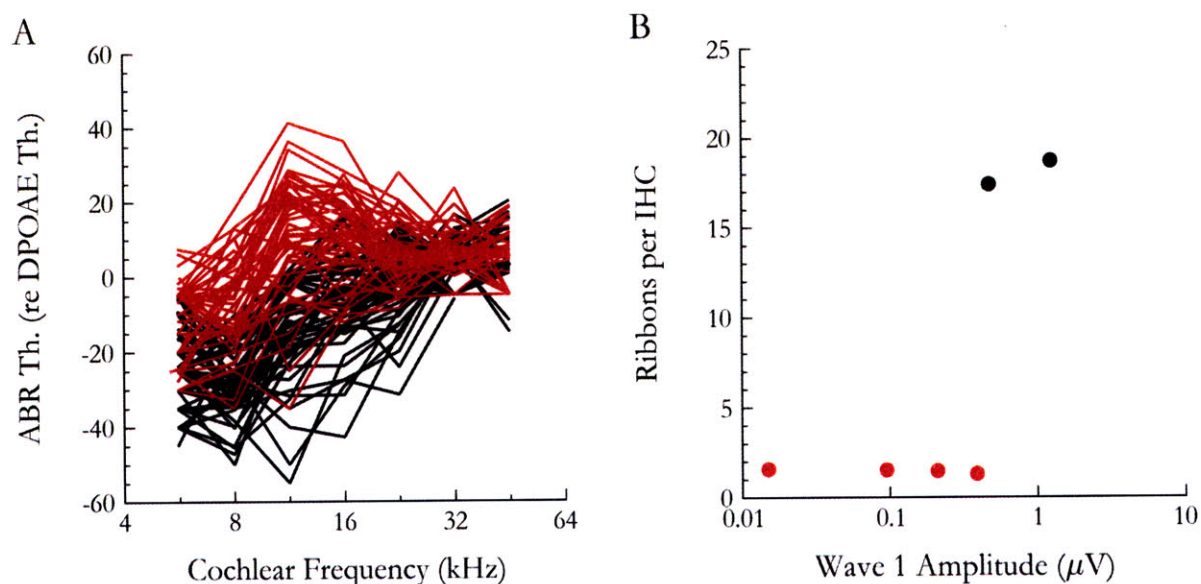 A
60
40
20
0
-20
-40
-60
4 8 16 32 64
ABR Th. (re DPOAE Th.)
Cochlear Frequency (kHz)
B
25
20
15
10
5
0
0.01 0.1 1 10
Ribbons per IHC
Wave 1 Amplitude (μV)